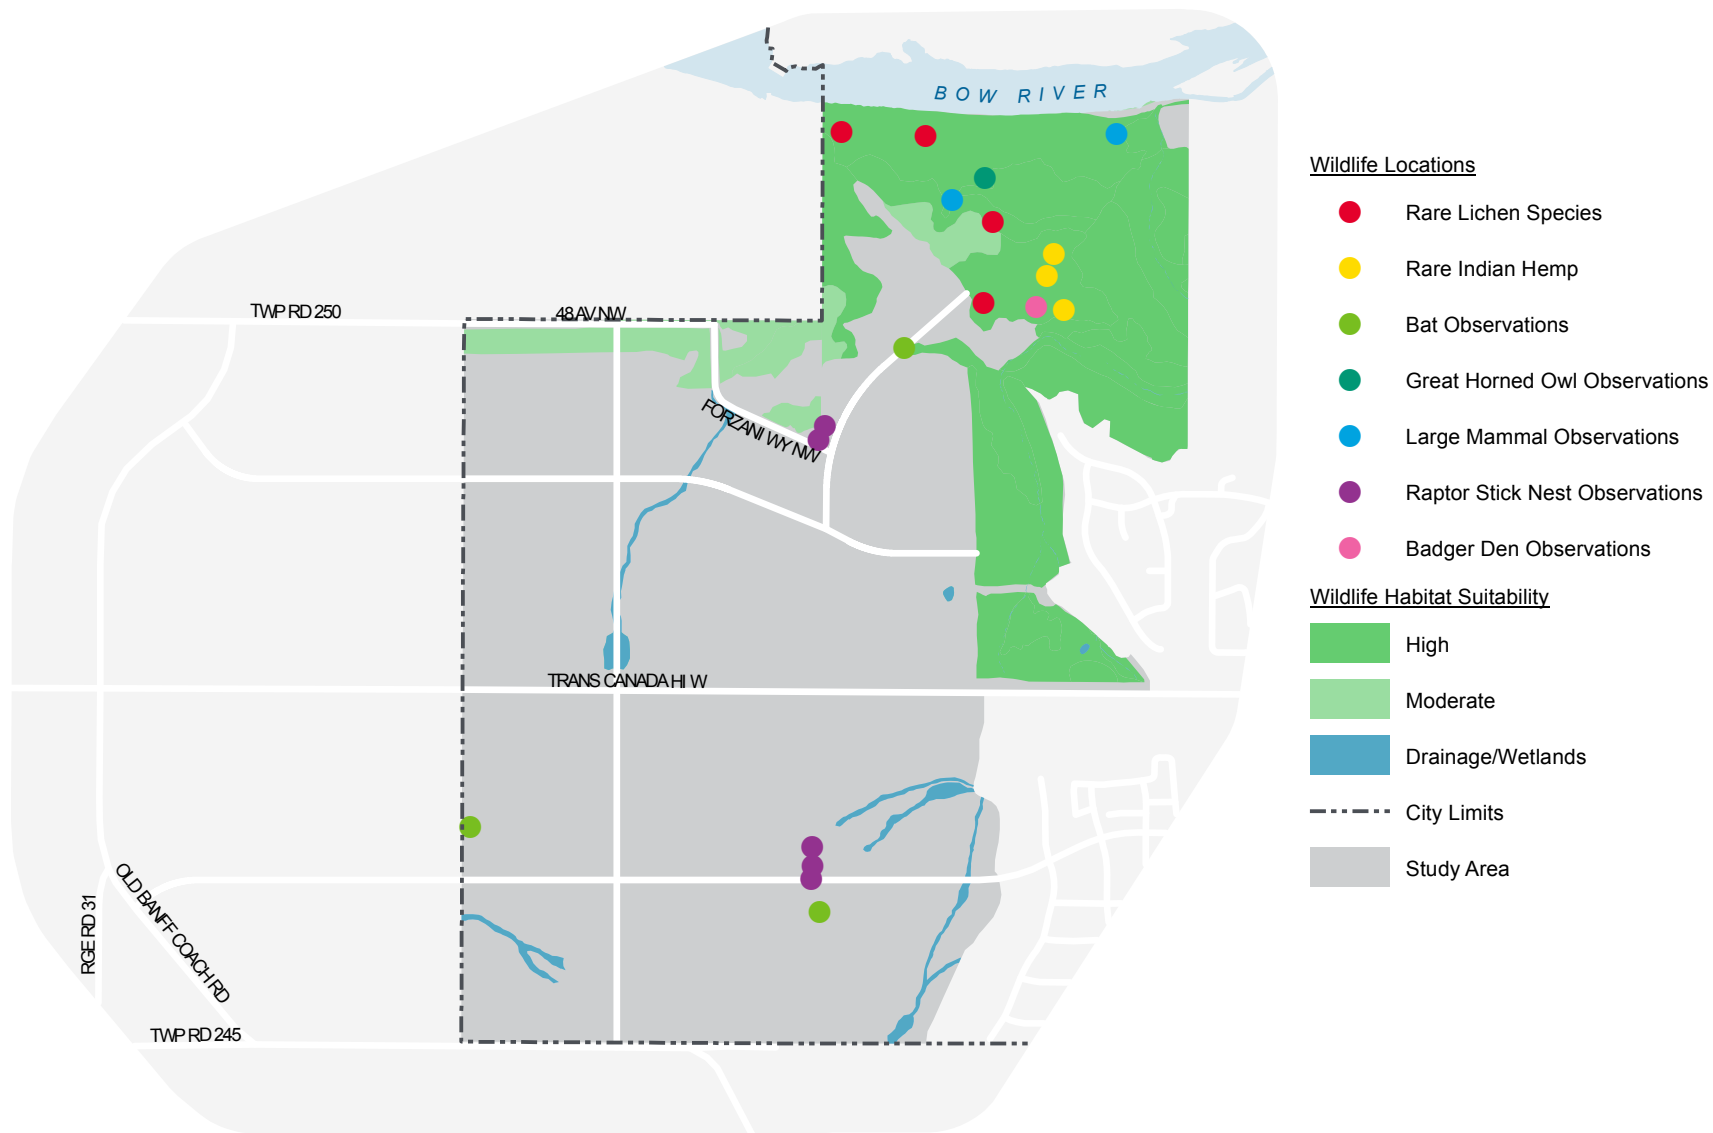 BOW RIVER
TWP RD 250
48 AV NW
FORZANI WY NW
TRANS CANADA HI W
OLD BANFF COACH RD
RGE RD 31
TWP RD 245
Wildlife Locations
Rare Lichen Species
Rare Indian Hemp
Bat Observations
Great Horned Owl Observations
Large Mammal Observations
Raptor Stick Nest Observations
Badger Den Observations
Wildlife Habitat Suitability
High
Moderate
Drainage/Wetlands
City Limits
Study Area